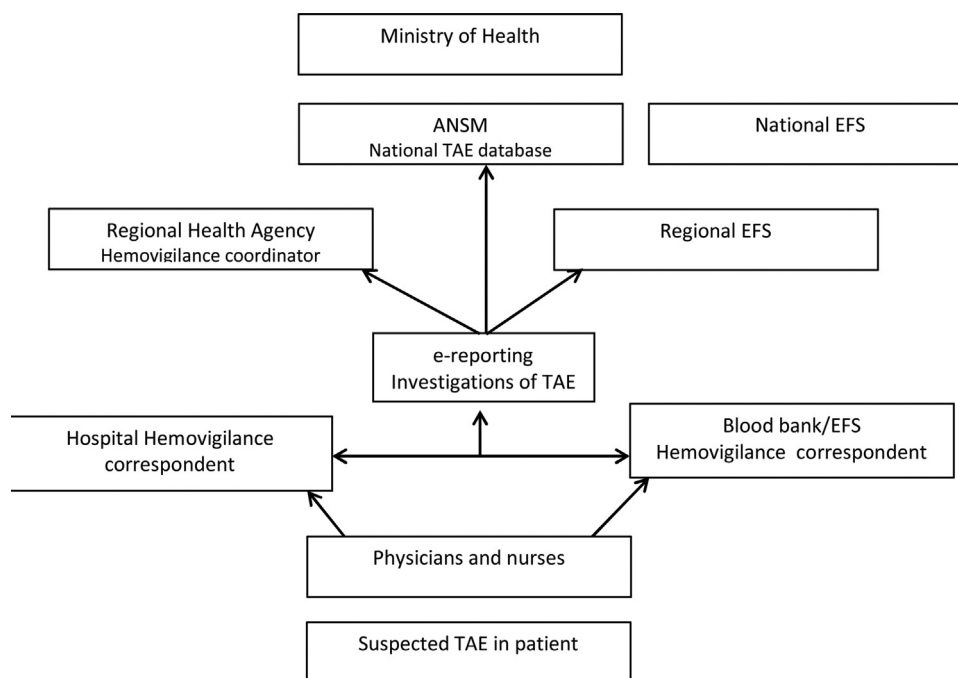 Ministry of Health
ANSM
National TAE database
National EFS
Regional Health Agency
Hemovigilance coordinator
Regional EFS
e-reporting
Investigations of TAE
Hospital Hemovigilance
correspondent
Blood bank/EFS
Hemovigilance correspondent
Physicians and nurses
Suspected TAE in patient